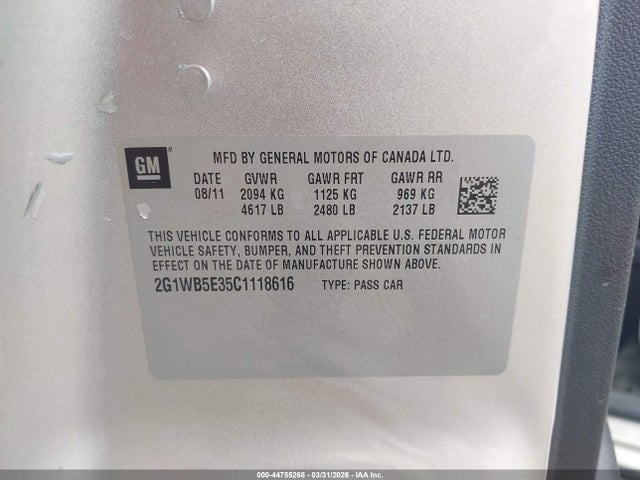 GM
®
MFD BY GENERAL MOTORS OF CANADA LTD.
DATE GVWR GAWR FRT GAWR RR
08/11 2094 KG 1125 KG 969 KG
4617 LB 2480 LB 2137 LB
THIS VEHICLE CONFORMS TO ALL APPLICABLE U.S. FEDERAL MOTOR
VEHICLE SAFETY, BUMPER, AND THEFT PREVENTION STANDARDS IN
EFFECT ON THE DATE OF MANUFACTURE SHOWN ABOVE.
2G1WB5E35C1118616 TYPE: PASS CAR
000-44755268 - 03/31/2026 - IAA Inc.